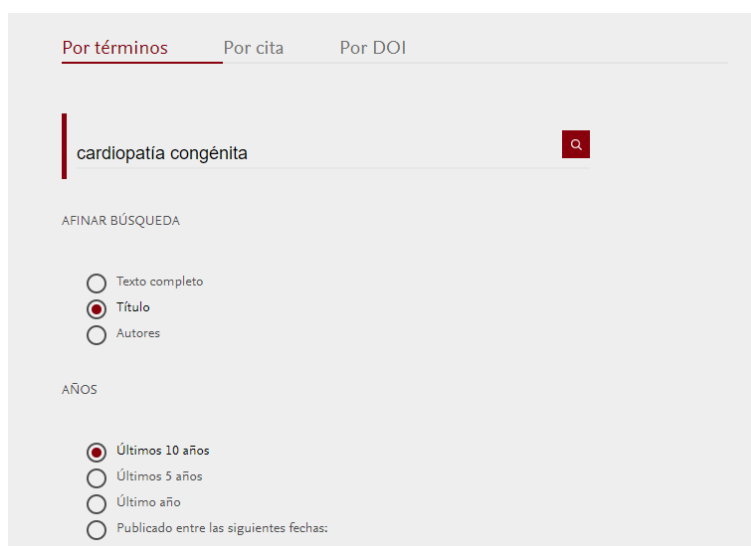 Por términos Por cita Por DOI
cardiopatía congénita
AFINAR BÚSQUEDA
Texto completo
Título
Autores
AÑOS
Últimos 10 años
Últimos 5 años
Último año
Publicado entre las siguientes fechas: